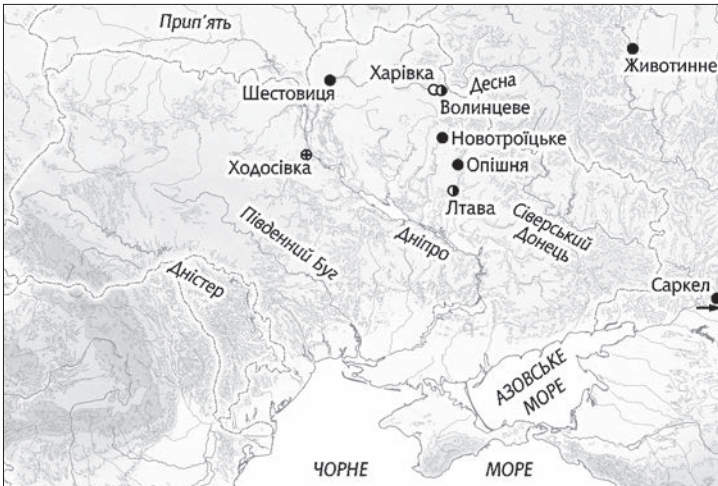 Прип'ять
Животинне
Харівка
Десна
Шестовиця
Волинцеве
Новотроїцьке
Ходосівка
Опішня
Лтава
Сіверський
Донець
Південний Буг
Дніпро
Дністер
Саркел
АЗОВСЬКЕ
МОРЕ
ЧОРНЕ МОРЕ